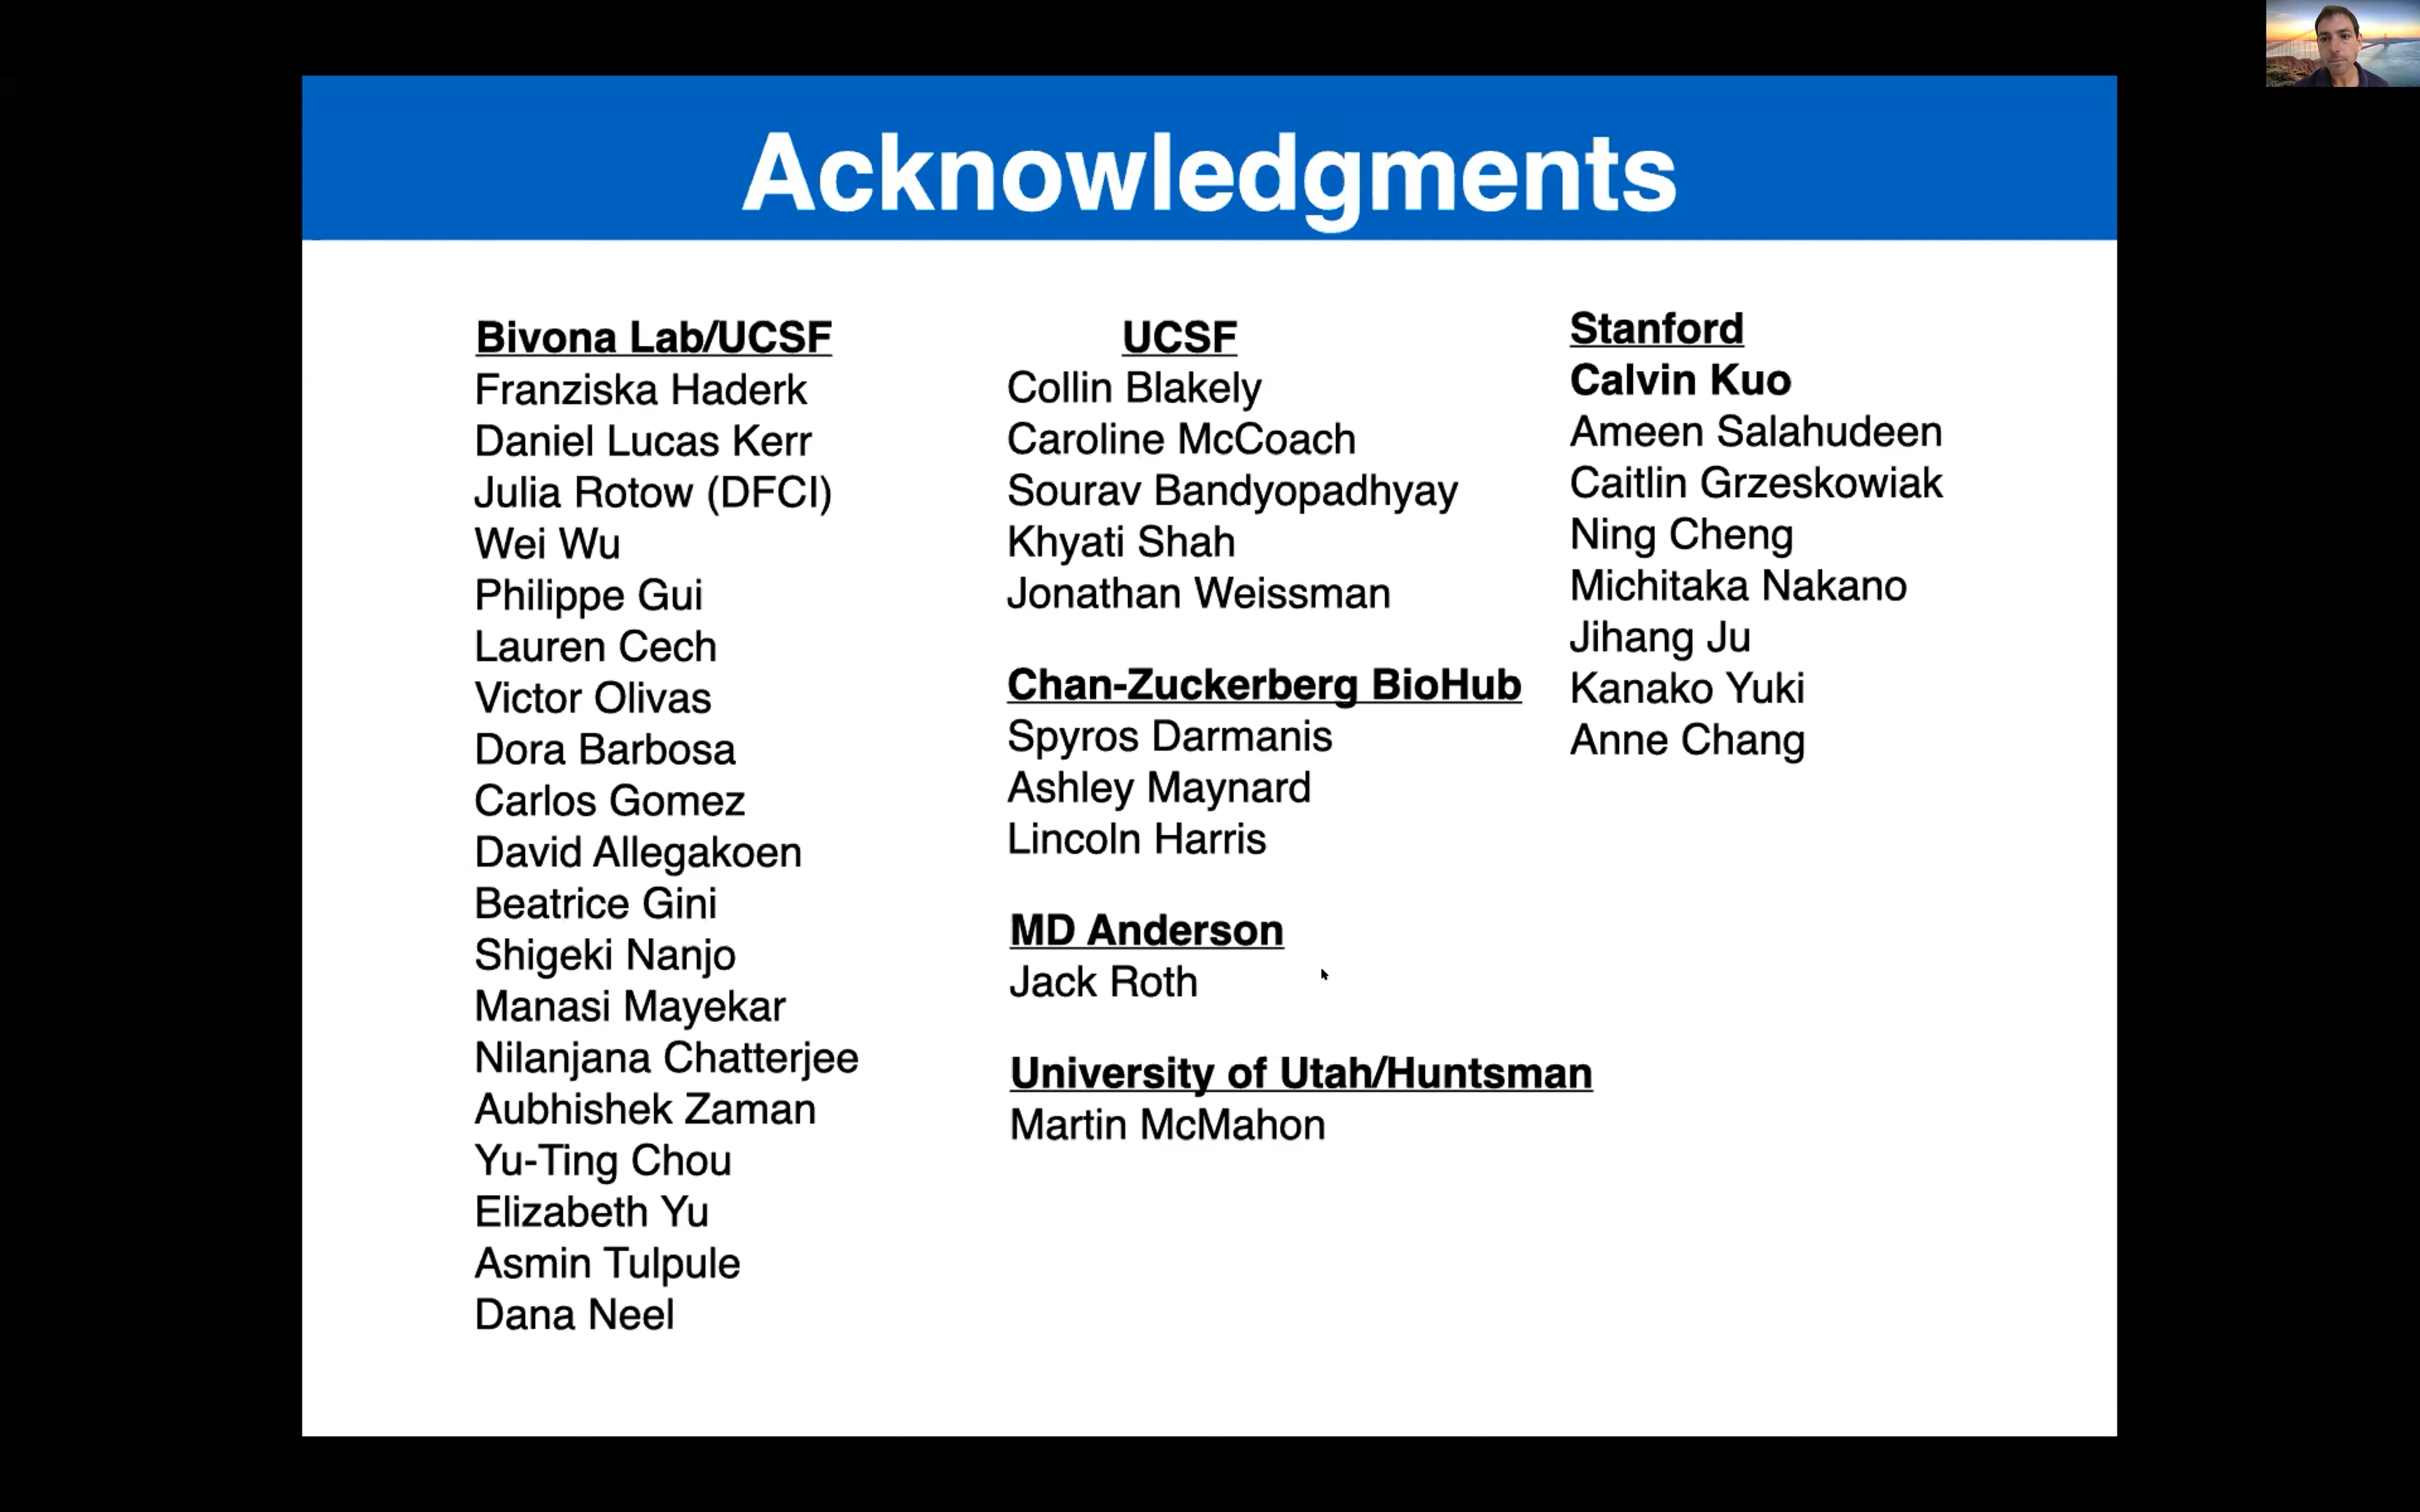 Acknowledgments
Bivona Lab/UCSF
Franziska Haderk
Daniel Lucas Kerr
Julia Rotow (DFCI)
Wei Wu
Philippe Gui
Lauren Cech
Victor Olivas
Dora Barbosa
Carlos Gomez
David Allegakoen
Beatrice Gini
Shigeki Nanjo
Manasi Mayekar
Nilanjana Chatterjee
Aubhishek Zaman
Yu-Ting Chou
Elizabeth Yu
Asmin Tulpule
Dana Neel
UCSF
Collin Blakely
Caroline McCoach
Sourav Bandyopadhyay
Khyati Shah
Jonathan Weissman
Chan-Zuckerberg BioHub
Spyros Darmanis
Ashley Maynard
Lincoln Harris
MD Anderson
Jack Roth
University of Utah/Huntsman
Martin McMahon
Stanford
Calvin Kuo
Ameen Salahudeen
Caitlin Grzeskowiak
Ning Cheng
Michitaka Nakano
Jihang Ju
Kanako Yuki
Anne Chang